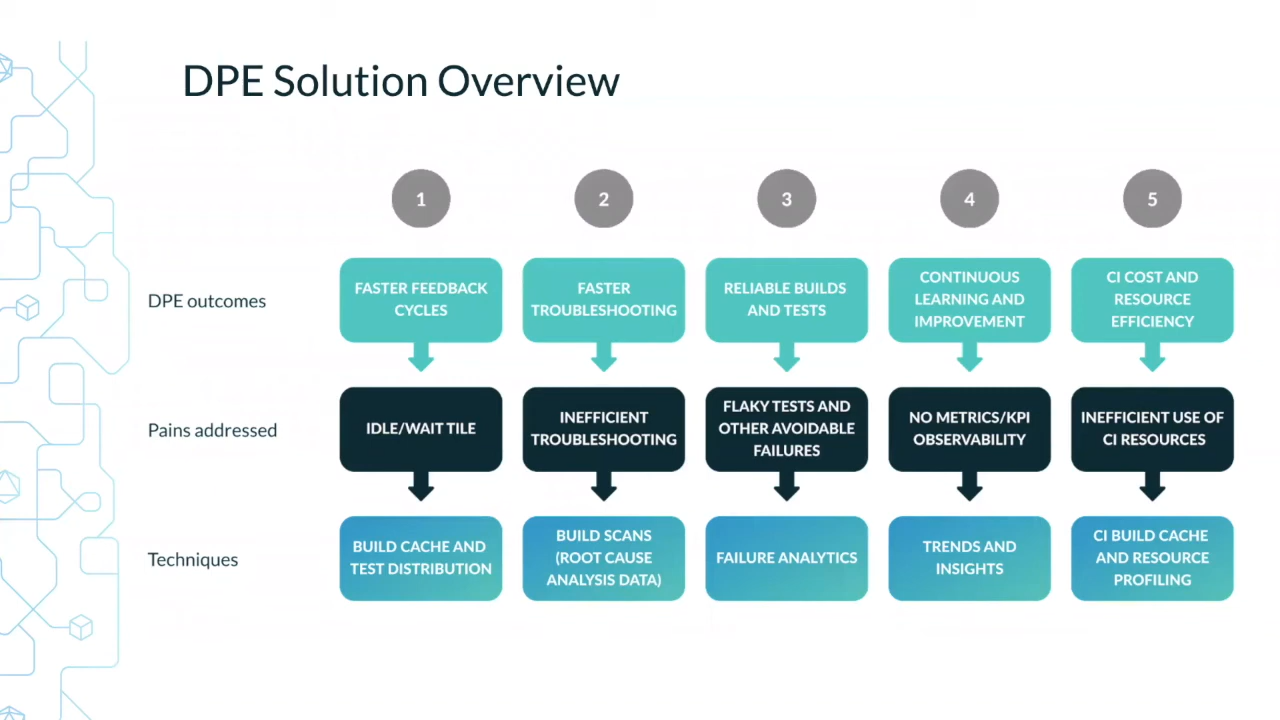 DPE Solution Overview
1
2
3
4
5
DPE outcomes
FASTER FEEDBACK
CYCLES
FASTER
TROUBLESHOOTING
RELIABLE BUILDS
AND TESTS
CONTINUOUS
LEARNING AND
IMPROVEMENT
CI COST AND
RESOURCE
EFFICIENCY
Pains addressed
IDLE/WAIT TILE
INEFFICIENT
TROUBLESHOOTING
FLAKY TESTS AND
OTHER AVOIDABLE
FAILURES
NO METRICS/KPI
OBSERVABILITY
INEFFICIENT USE OF
CI RESOURCES
Techniques
BUILD CACHE AND
TEST DISTRIBUTION
BUILD SCANS
(ROOT CAUSE
ANALYSIS DATA)
FAILURE ANALYTICS
TRENDS AND
INSIGHTS
CI BUILD CACHE
AND RESOURCE
PROFILING